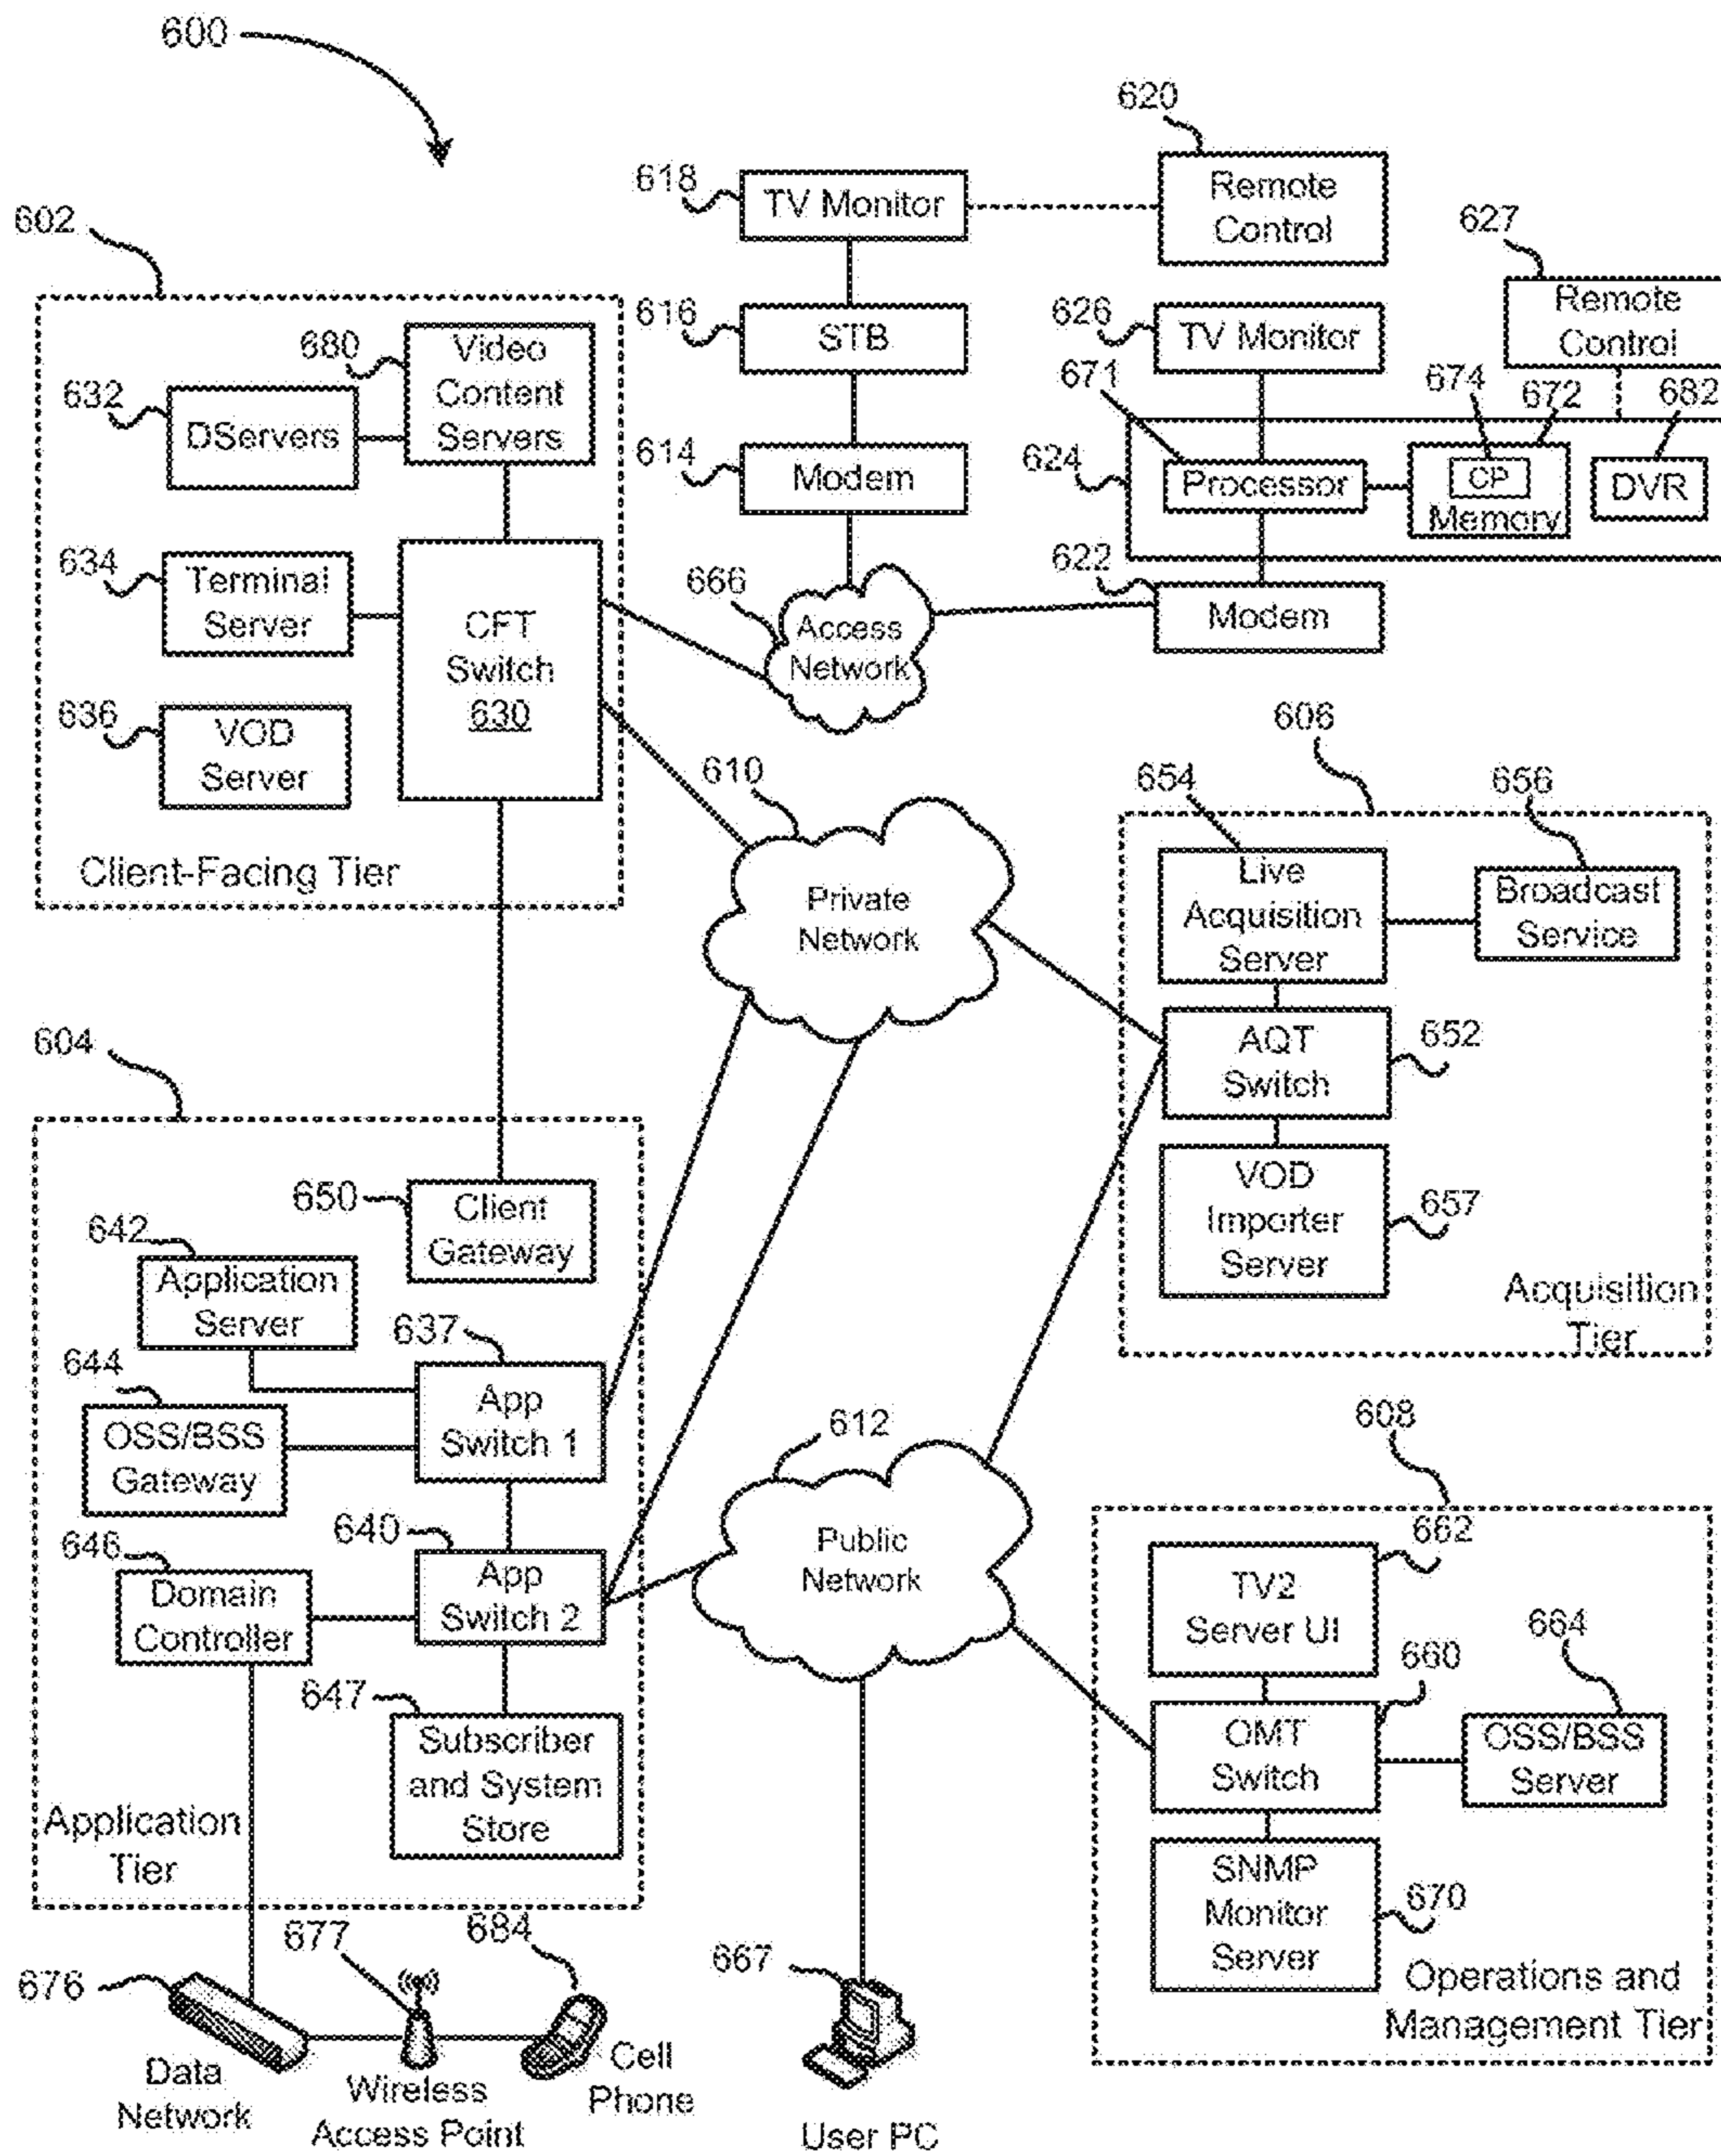 600
620
618
TV Monitor
Remote
Control
602
627
Remote
Control
616
STB
626
TV Monitor
680
Video
Content
Servers
632
DServers
671
674
672
682
614
Modem
624
Processor
CP
Memory
DVR
634
Terminal
Server
CFT
Switch
630
622
Modem
666
Access
Network
636
VOD
Server
Client-Facing Tier
610
Private
Network
606
654
656
Live
Acquisition
Server
Broadcast
Service
AQT
Switch
652
VOD
Importer
Server
657
Acquisition
Tier
604
650
Client
Gateway
642
Application
Server
637
App
Switch 1
644
OSS/BSS
Gateway
640
App
Switch 2
646
Domain
Controller
647
Subscriber
and System
Store
Application
Tier
612
Public
Network
608
662
TV2
Server UI
660
664
OMT
Switch
OSS/BSS
Server
SNMP
Monitor
Server
670
Operations and
Management Tier
676
677
684
667
Data
Network
Wireless
Access Point
Cell
Phone
User PC